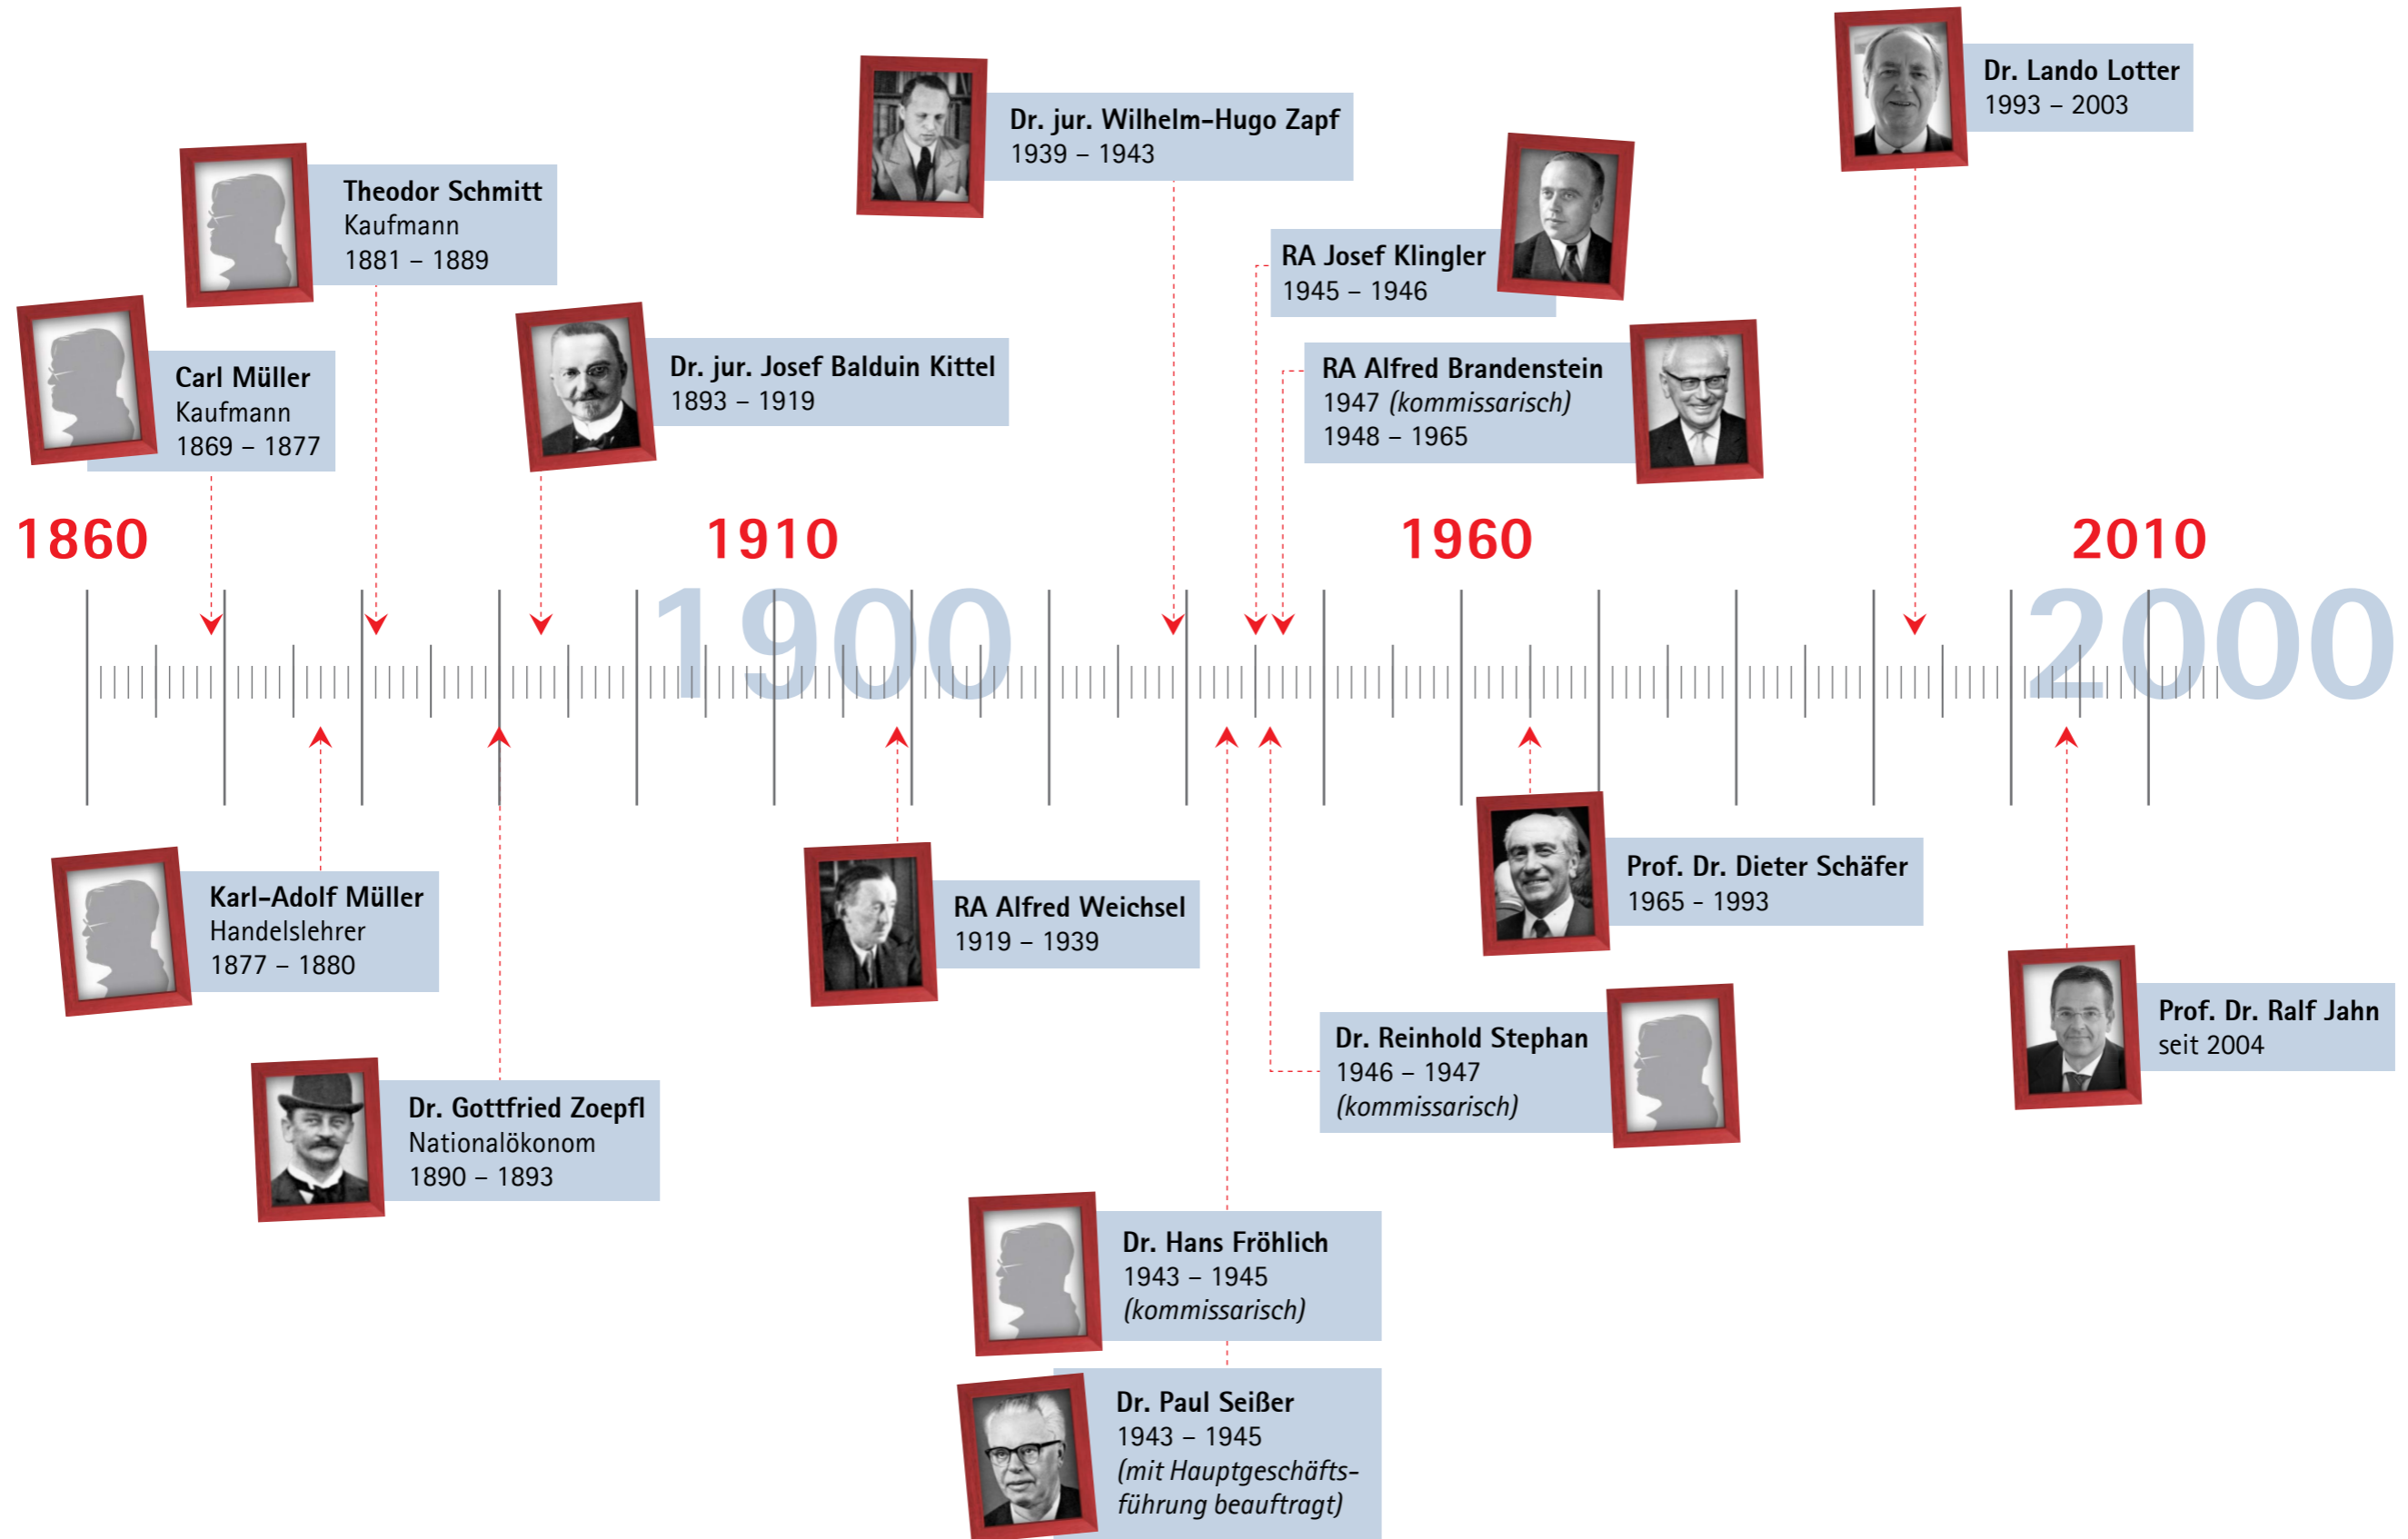 Dr. Lando Lotter
1993 – 2003
Dr. jur. Wilhelm-Hugo Zapf
1939 – 1943
Theodor Schmitt
Kaufmann
1881 – 1889
RA Josef Klingler
1945 – 1946
Carl Müller
Kaufmann
1869 – 1877
Dr. jur. Josef Balduin Kittel
1893 – 1919
RA Alfred Brandenstein
1947 (kommissarisch)
1948 – 1965
1860
1910
1960
2010
1900
2000
Karl-Adolf Müller
Handelslehrer
1877 – 1880
RA Alfred Weichsel
1919 – 1939
Prof. Dr. Dieter Schäfer
1965 - 1993
Prof. Dr. Ralf Jahn
seit 2004
Dr. Reinhold Stephan
1946 – 1947
(kommissarisch)
Dr. Gottfried Zoepfl
Nationalökonom
1890 – 1893
Dr. Hans Fröhlich
1943 – 1945
(kommissarisch)
Dr. Paul Seißer
1943 – 1945
(mit Hauptgeschäfts-
führung beauftragt)